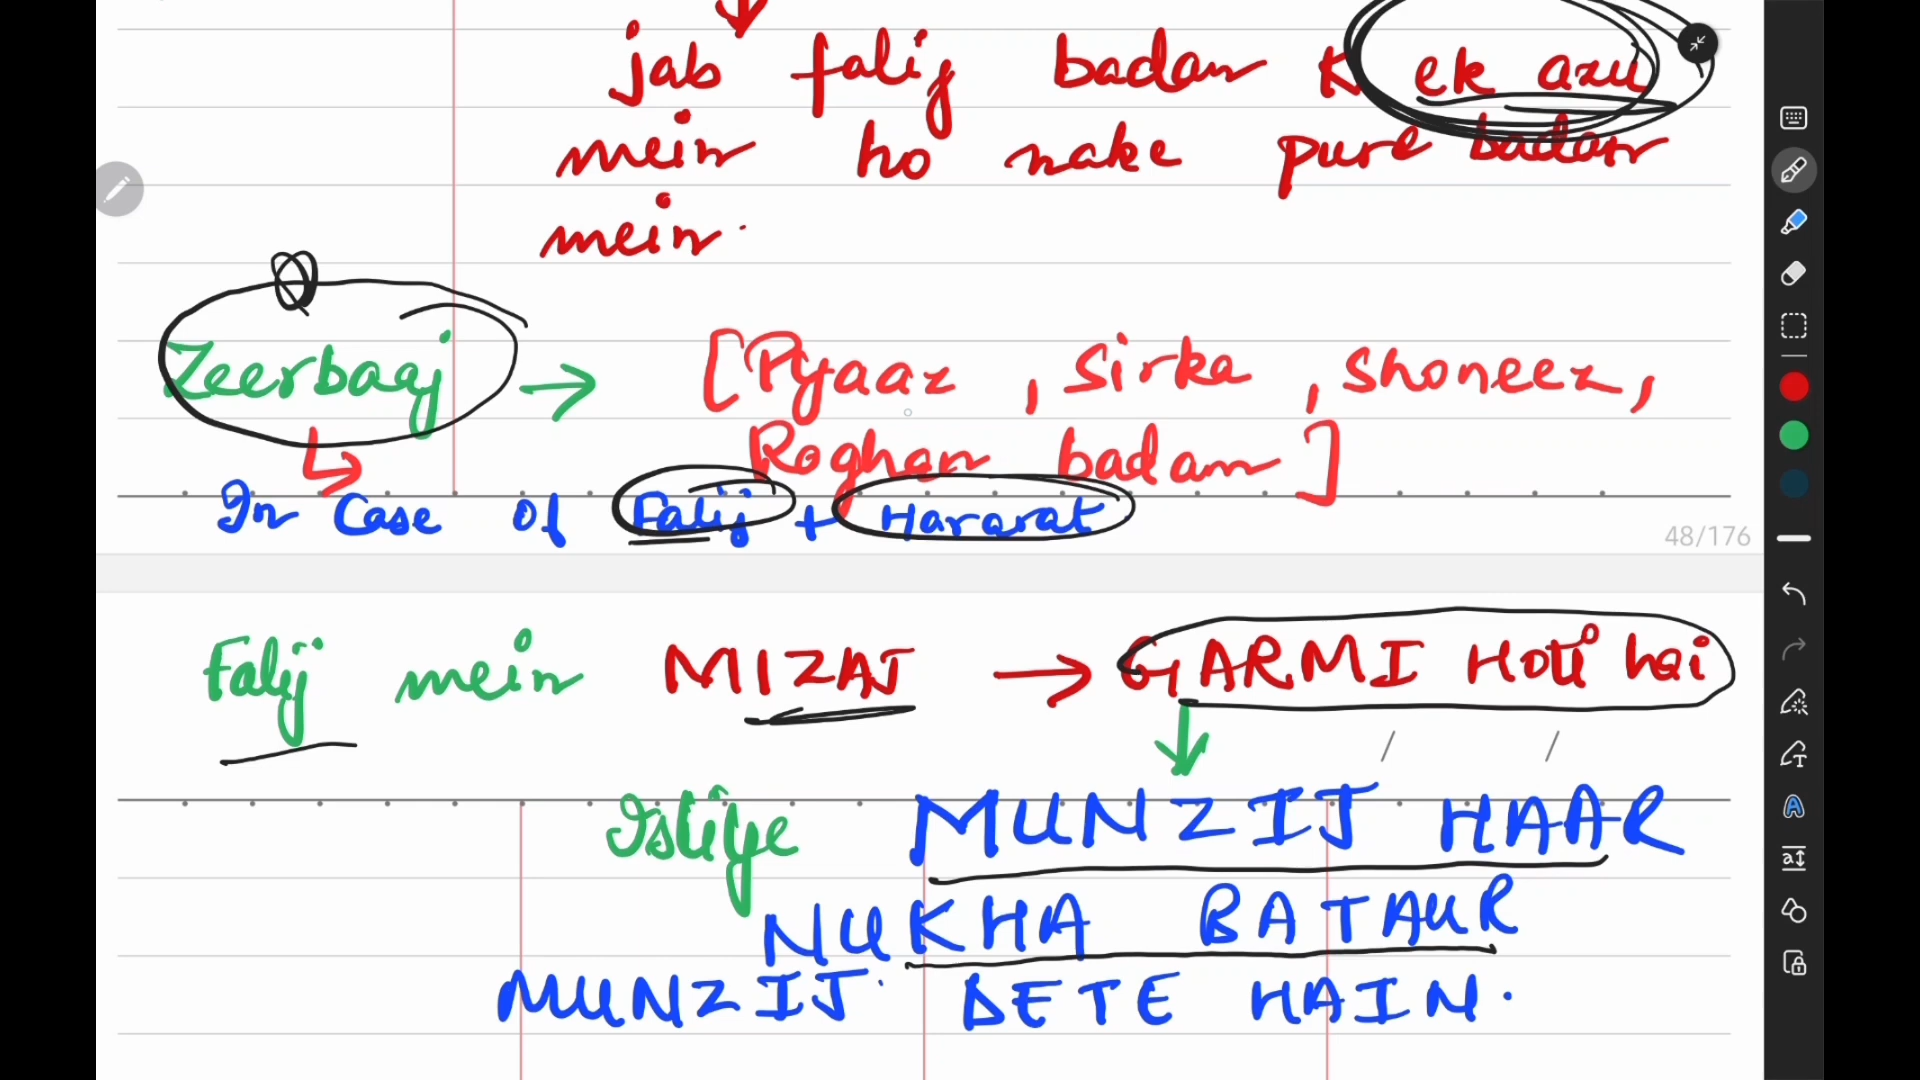 jab falij badan k ek azu
mein ho nake pure badan
mein.
Zeerbaaj → [Pyaaz, Sirka, Shoneez,
Roghan badam]
In Case of Falij + Hararat
48/176
Falij mein MIZAJ → GARMI Hoti hai
Isliye MUNZIJ HAAR
NUKHA BATAUR
MUNZIJ DETE HAIN.